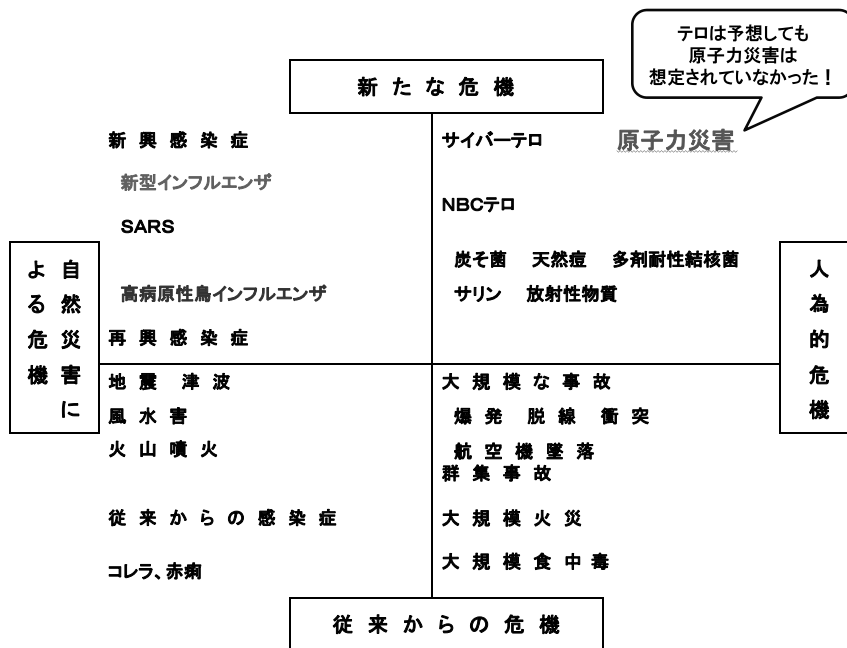 テロは予想しても
原子力災害は
想定されていなかった！
新たな危機
新興感染症
新型インフルエンザ
SARS
高病原性鳥インフルエンザ
再興感染症
サイバーテロ 原子力災害
NBCテロ
炭そ菌 天然痘 多剤耐性結核菌
サリン 放射性物質
自然災害に
よる危機
人為的危機
地震 津波
風水害
火山噴火
従来からの感染症
コレラ、赤痢
大規模な事故
爆発 脱線 衝突
航空機墜落
群集事故
大規模火災
大規模食中毒
従来からの危機